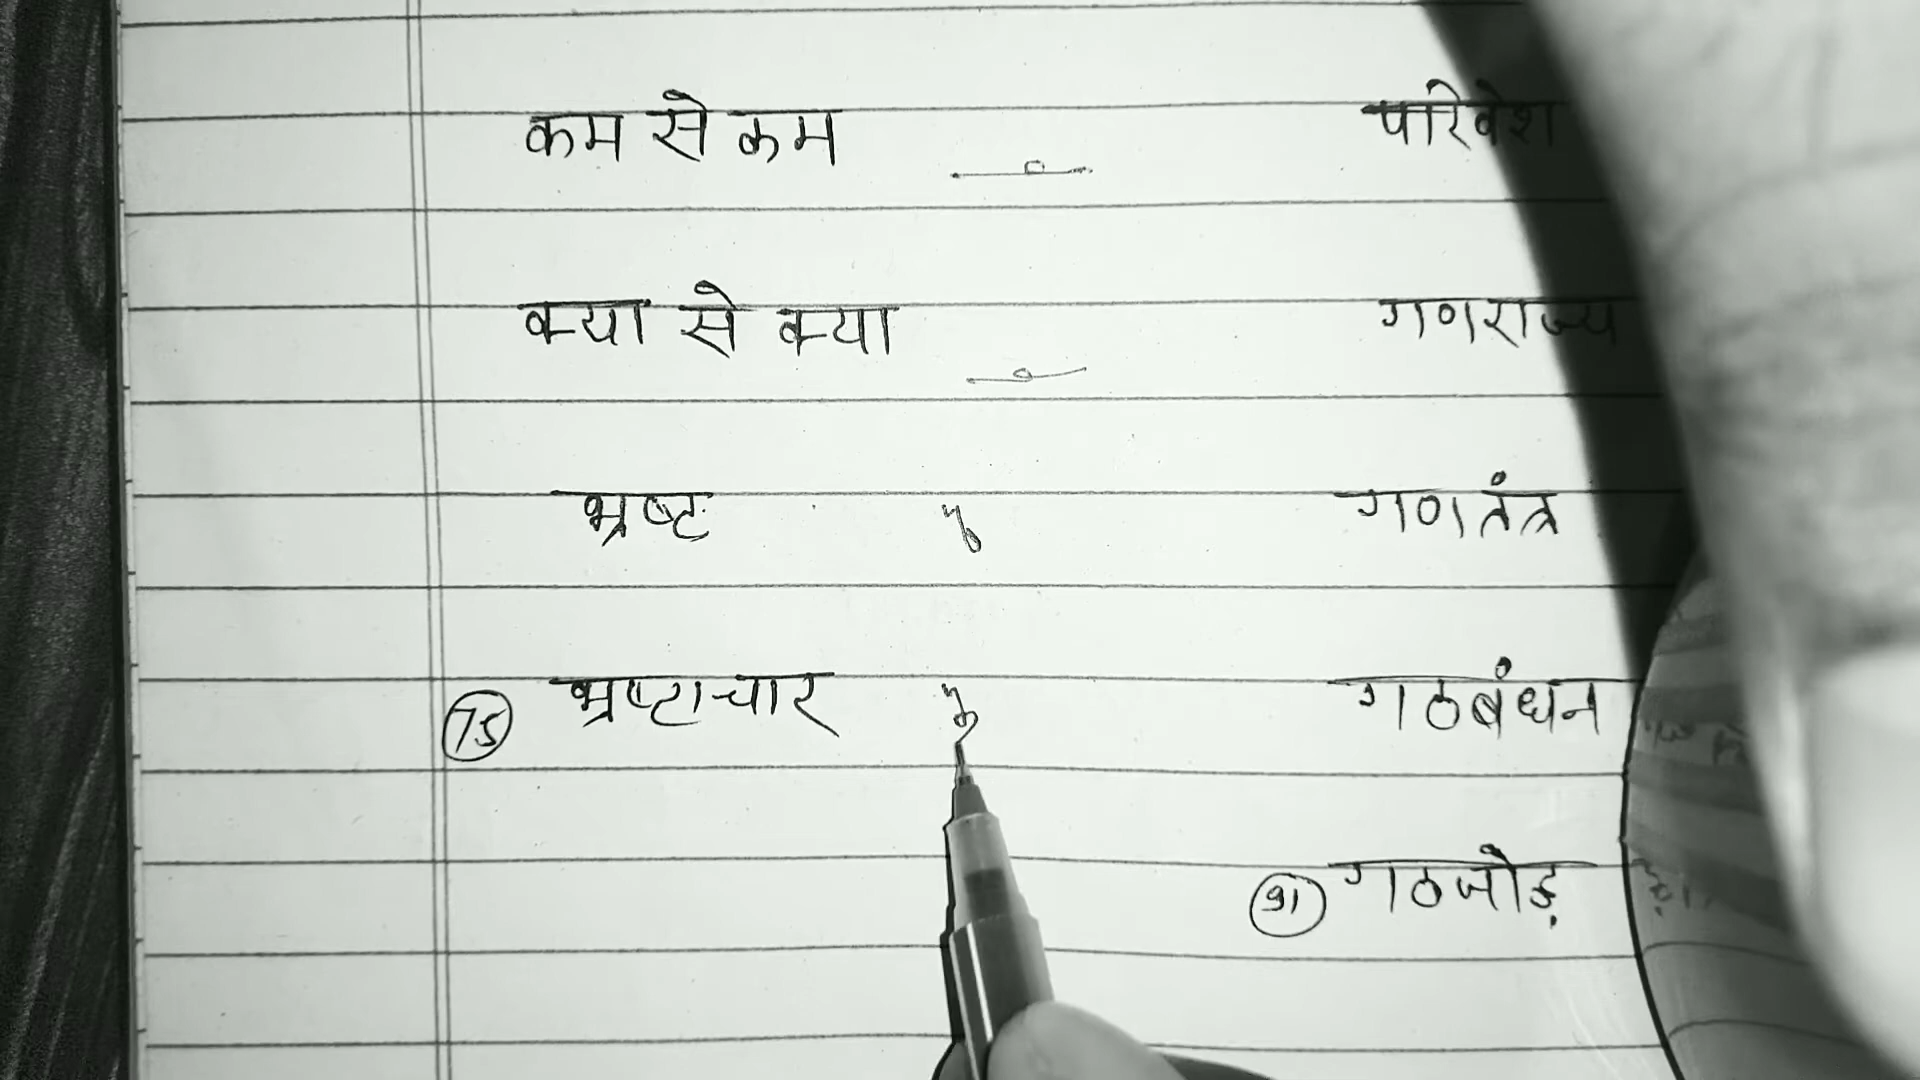 कम से कम परिवेश
क्या से क्या गणराज्य
भ्रष्ट गणतंत्र
75 भ्रष्टाचार गठबंधन
91 गठजोड़